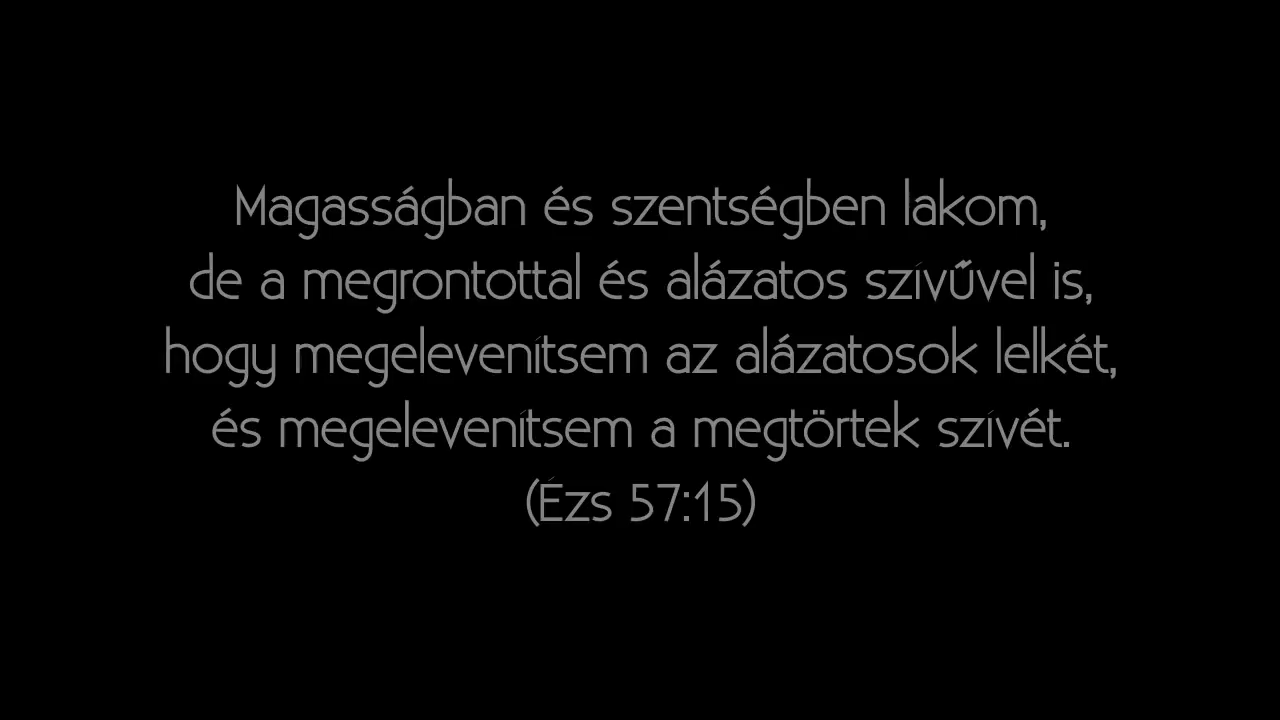 Magasságban és szentségben lakom,
de a megrontottal és alázatos szívűvel is,
hogy megelevenítsem az alázatosok lelkét,
és megelevenítsem a megtörtek szívét.
(Ézs 57:15)